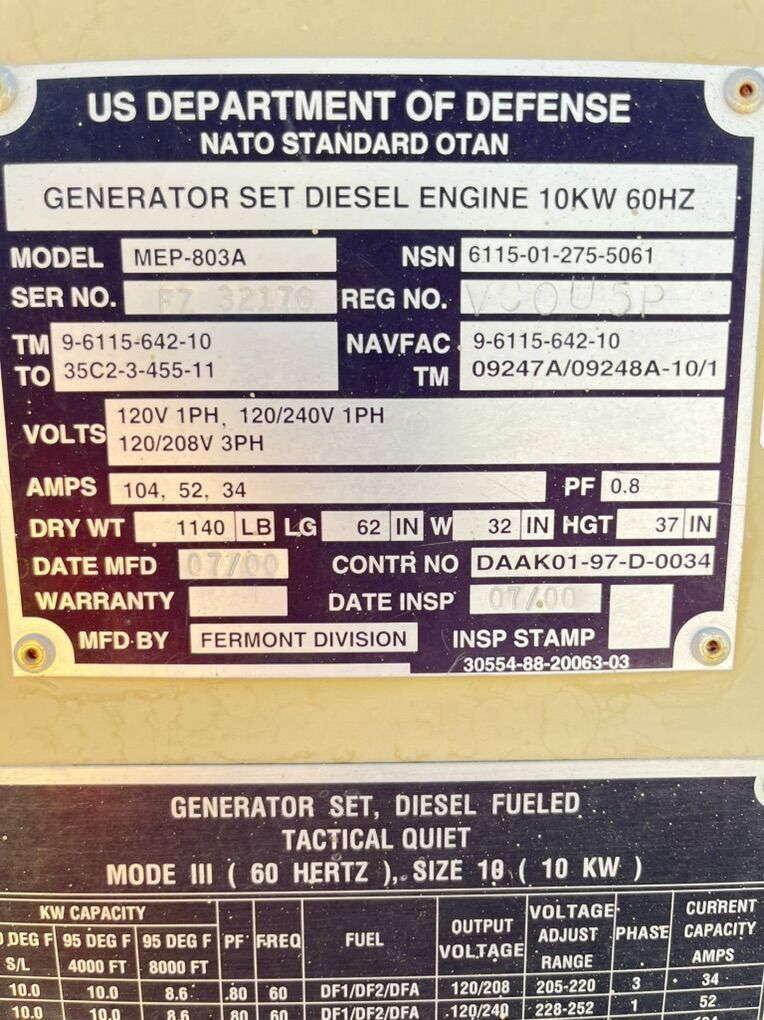 US DEPARTMENT OF DEFENSE
NATO STANDARD OTAN
GENERATOR SET DIESEL ENGINE 10KW 60HZ
MODEL MEP-803A NSN 6115-01-275-5061
SER NO. FZ 32176 REG NO.
TM 9-6115-642-10 NAVFAC 9-6115-642-10
TO 35C2-3-455-11 TM 09247A/09248A-10/1
VOLTS 120V 1PH, 120/240V 1PH
120/208V 3PH
AMPS 104, 52, 34 PF 0.8
DRY WT 1140 LB LG 62 IN W 32 IN HGT 37 IN
DATE MFD 07/00 CONTR NO DAAK01-97-D-0034
WARRANTY DATE INSP 07/00
MFD BY FERMONT DIVISION INSP STAMP
30554-88-20063-03
GENERATOR SET, DIESEL FUELED
TACTICAL QUIET
MODE III ( 60 HERTZ ), SIZE 10 ( 10 KW )
KW CAPACITY
DEG F S/L 95 DEG F 4000 FT 95 DEG F 8000 FT PF FREQ FUEL OUTPUT VOLTAGE VOLTAGE ADJUST RANGE PHASE CURRENT CAPACITY AMPS
10.0 10.0 8.6 .80 60 DF1/DF2/DFA 120/208 205-220 3 34
10.0 10.0 8.6 .80 60 DF1/DF2/DFA 120/240 228-252 1 52